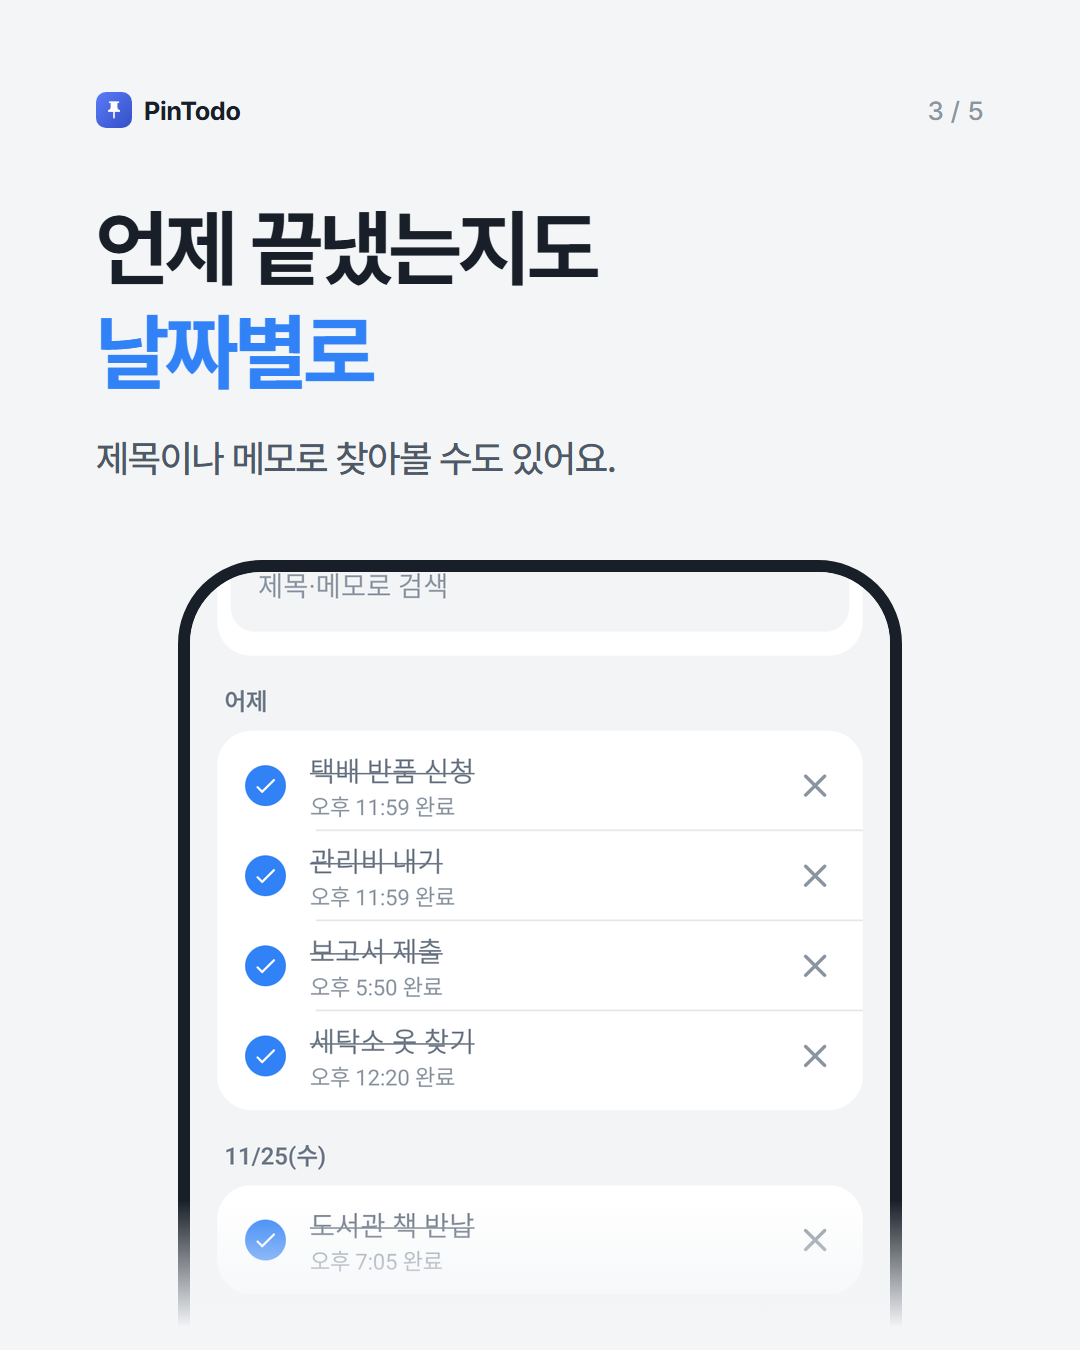 PinTodo
3 / 5
언제 끝냈는지도
날짜별로
제목이나 메모로 찾아볼 수도 있어요.
제목·메모로 검색
어제
택배 반품 신청
오후 11:59 완료
관리비 내기
오후 11:59 완료
보고서 제출
오후 5:50 완료
세탁소 옷 찾기
오후 12:20 완료
11/25(수)
도서관 책 반납
오후 7:05 완료